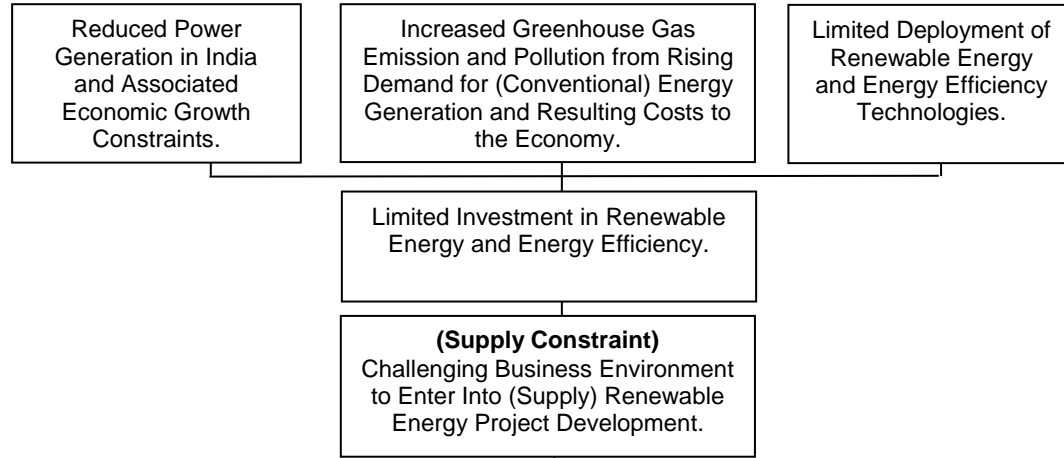 Reduced Power
Generation in India
and Associated
Economic Growth
Constraints.
Increased Greenhouse Gas
Emission and Pollution from Rising
Demand for (Conventional) Energy
Generation and Resulting Costs to
the Economy.
Limited Deployment of
Renewable Energy
and Energy Efficiency
Technologies.
Limited Investment in Renewable
Energy and Energy Efficiency.
(Supply Constraint)
Challenging Business Environment
to Enter Into (Supply) Renewable
Energy Project Development.